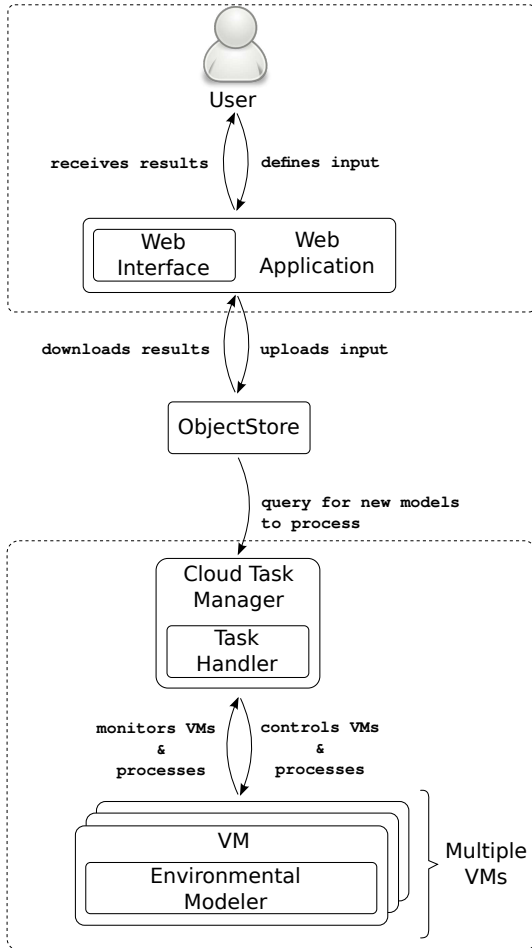 User
receives results
defines input
Web
Interface
Web
Application
downloads results
uploads input
ObjectStore
query for new models
to process
Cloud Task
Manager
Task
Handler
monitors VMs
&
processes
controls VMs
&
processes
VM
Environmental
Modeler
Multiple
VMs